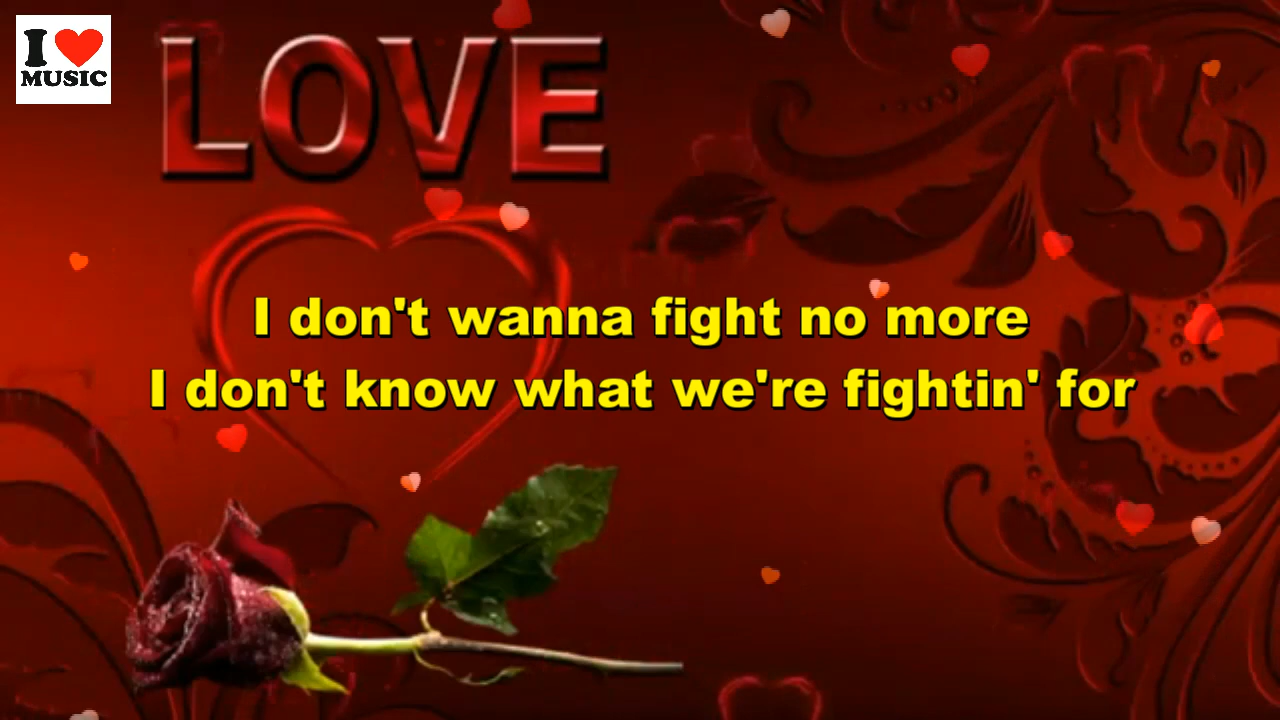 I ❤ 
MUSIC
LOVE
I don't wanna fight no more
I don't know what we're fightin' for